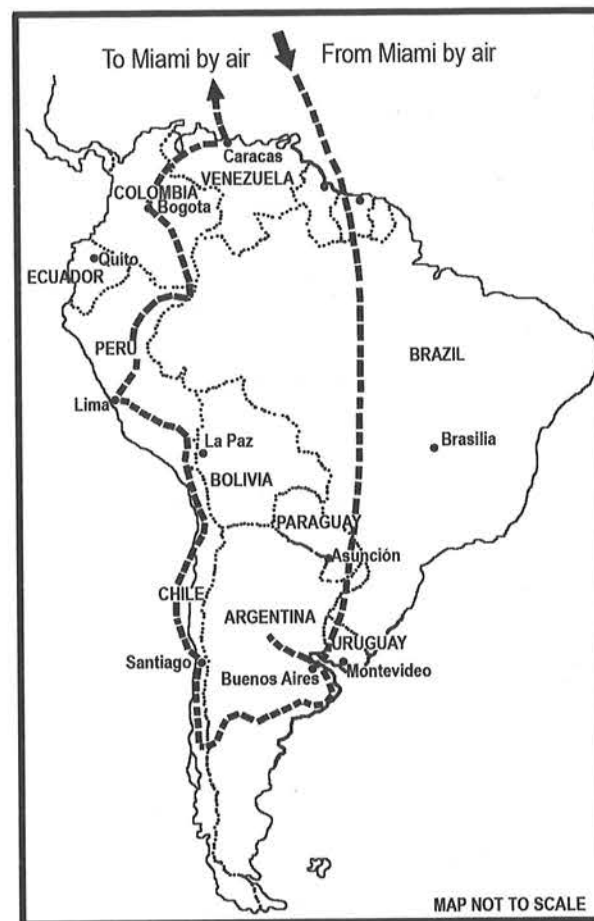 To Miami by air
From Miami by air
Caracas
VENEZUELA
COLOMBIA
Bogota
Quito
ECUADOR
PERU
BRAZIL
Lima
Brasilia
La Paz
BOLIVIA
PARAGUAY
Asunción
CHILE
ARGENTINA
URUGUAY
Santiago
Buenos Aires
Montevideo
MAP NOT TO SCALE